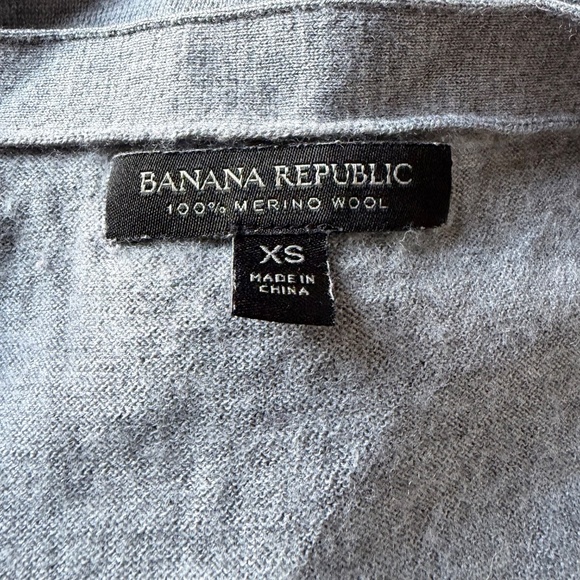 BANANA REPUBLIC
100% MERINO WOOL
XS
MADE IN
CHINA